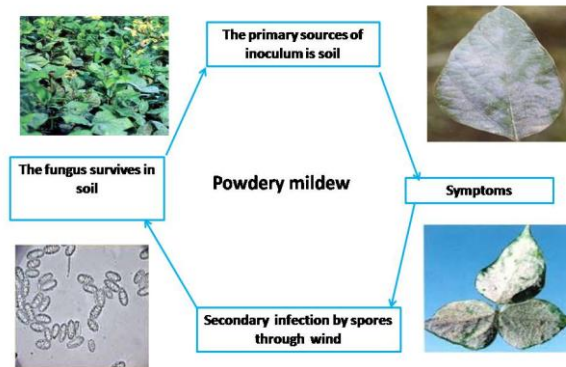 The primary sources of
inoculum is soil
The fungus survives in
soil
Powdery mildew
Symptoms
Secondary infection by spores
through wind